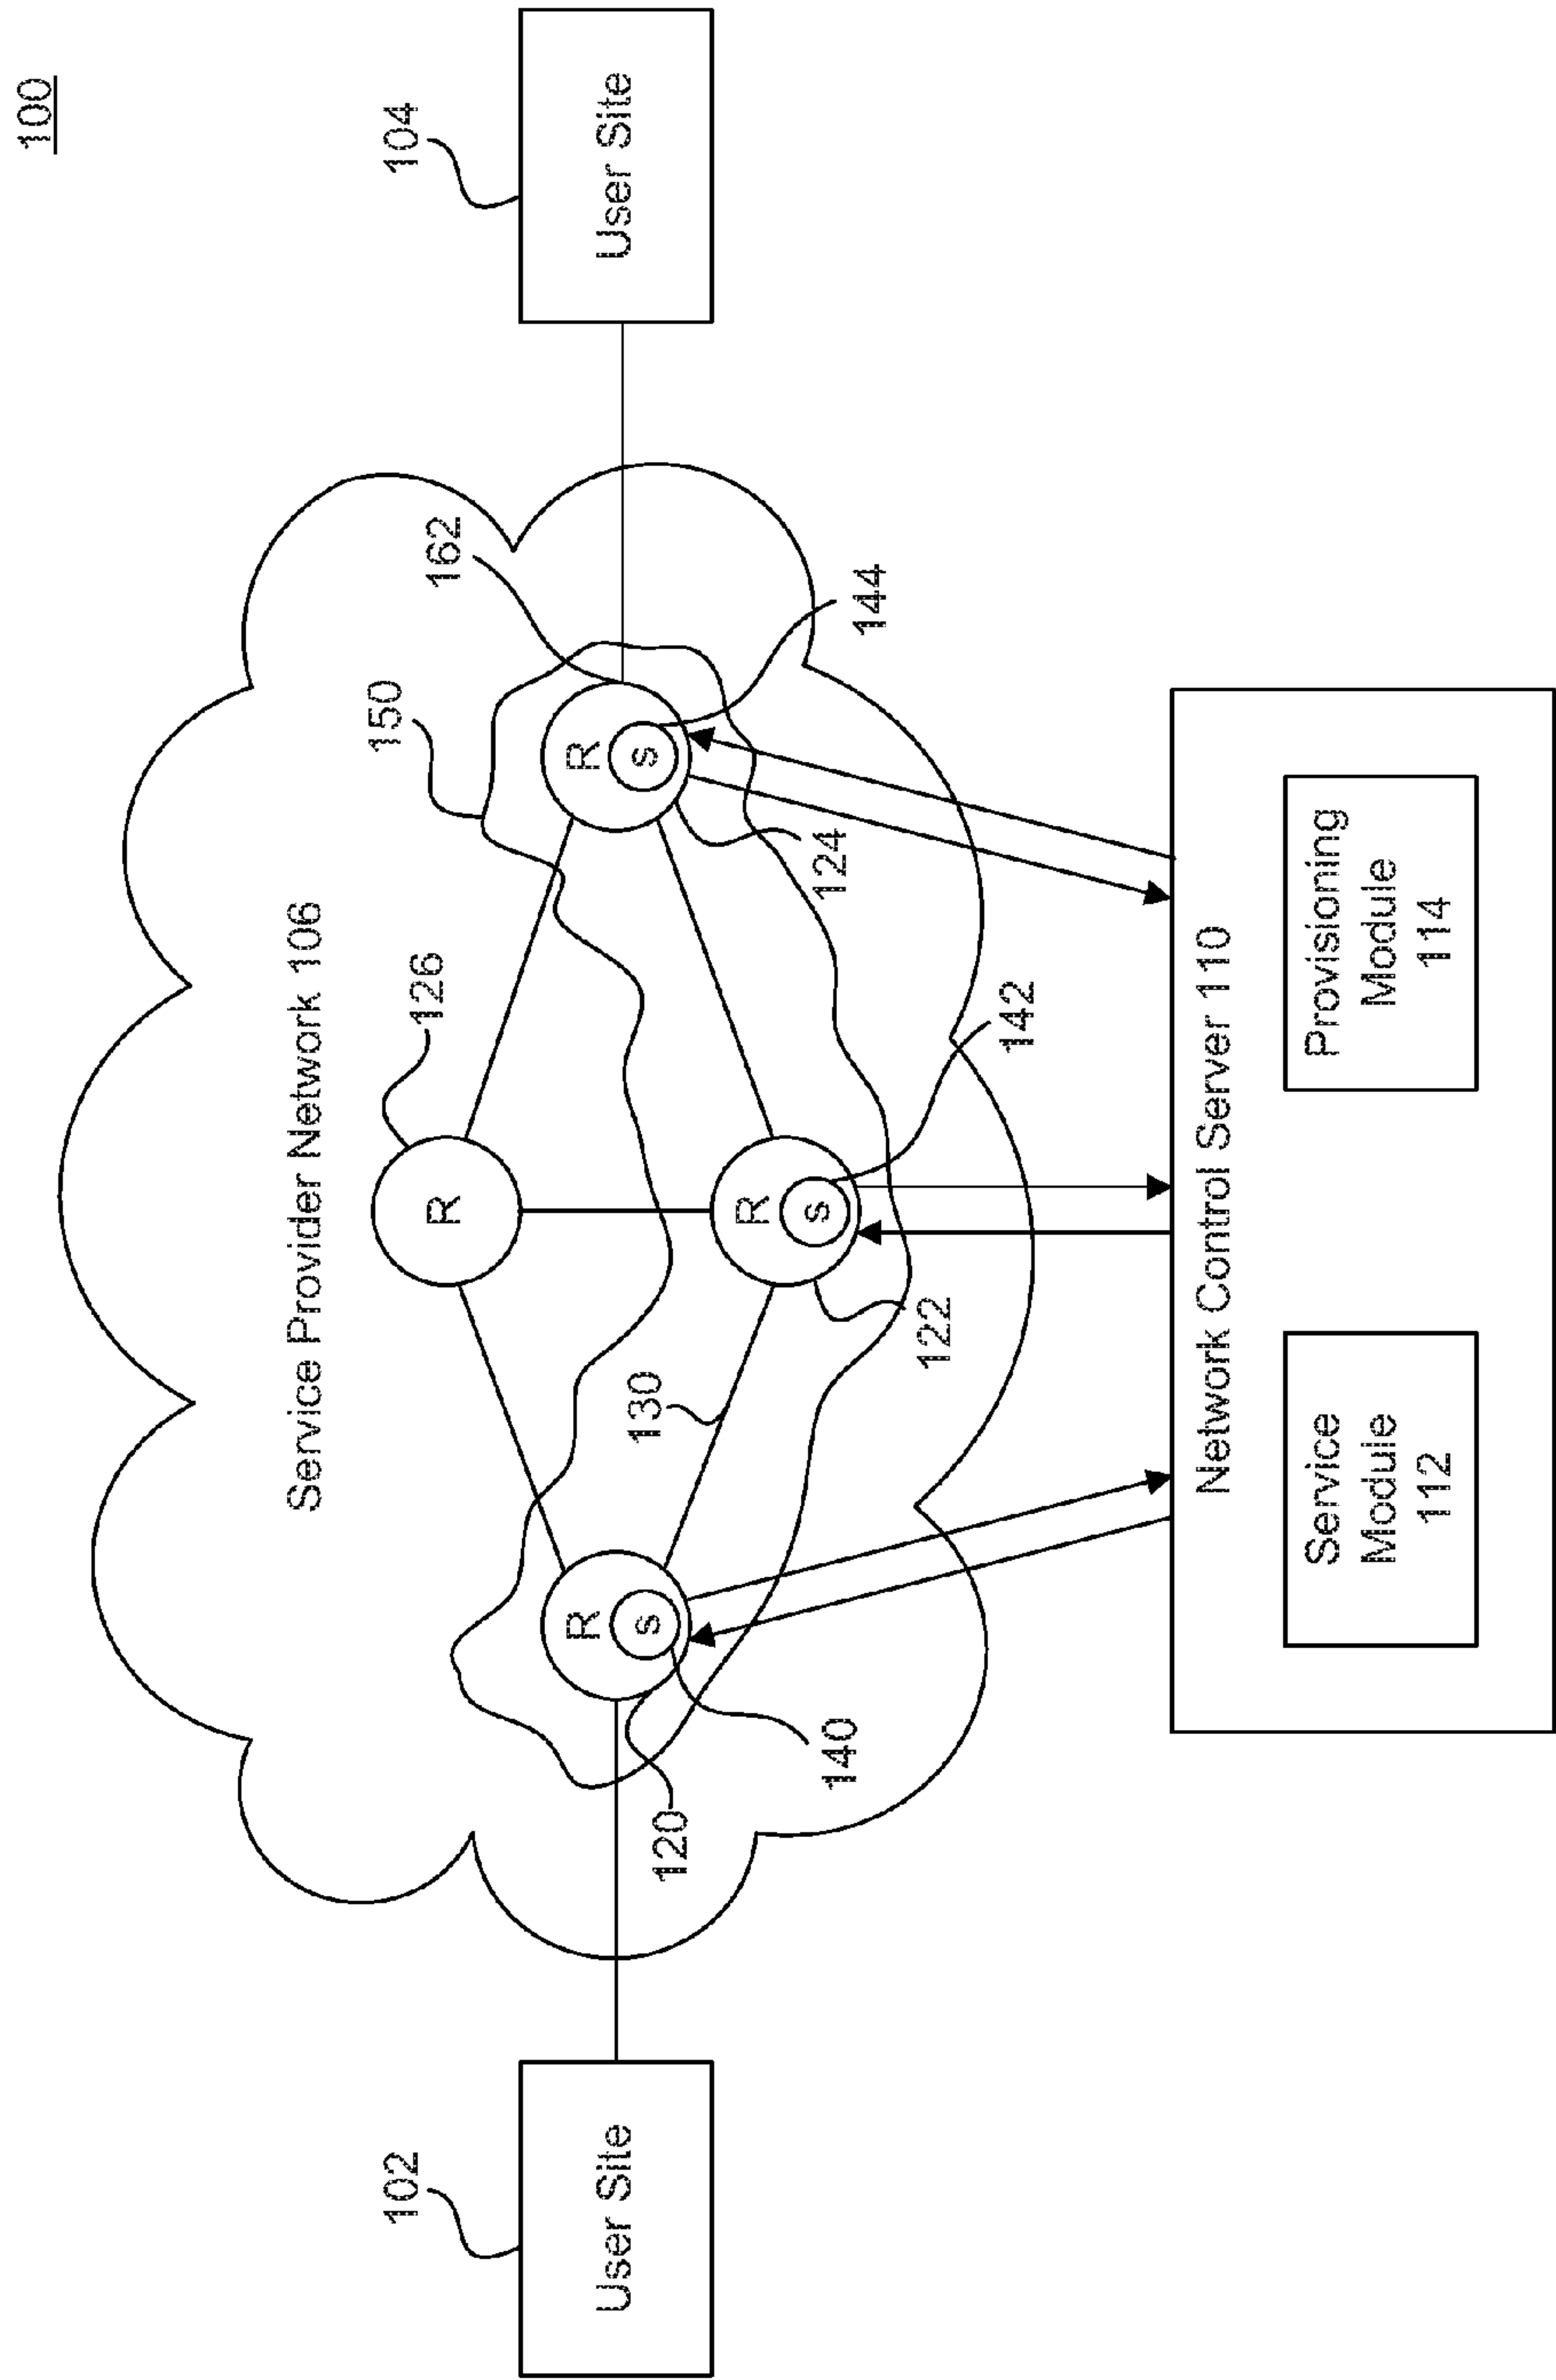 100
Service Provider Network 106
102
104
126
150
162
User Site
User Site
R
R
s
R
s
R
s
130
120
140
122
142
124
144
Network Control Server 110
Service
Module
112
Provisioning
Module
114